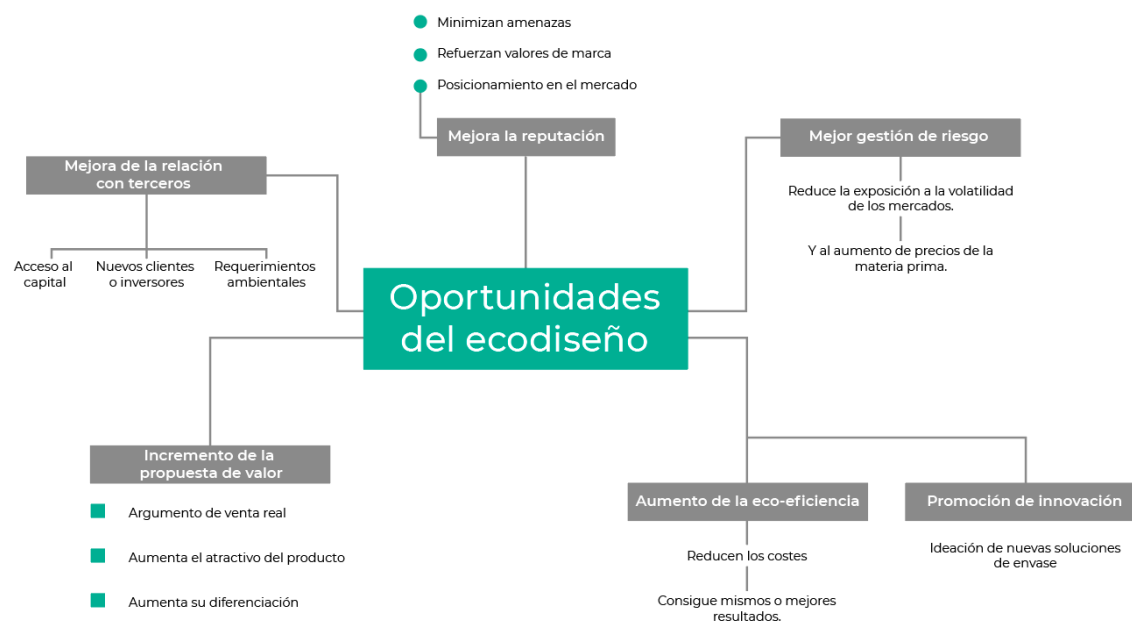 Minimizan amenazas
Refuerzan valores de marca
Posicionamiento en el mercado
Mejora la reputación
Mejor gestión de riesgo
Reduce la exposición a la volatilidad
de los mercados.
Y al aumento de precios de la
materia prima.
Mejora de la relación
con terceros
Acceso al
capital
Nuevos clientes
o inversores
Requerimientos
ambientales
Oportunidades
del ecodiseño
Incremento de la
propuesta de valor
Argumento de venta real
Aumenta el atractivo del producto
Aumenta su diferenciación
Aumento de la eco-eficiencia
Reducen los costes
Consigue mismos o mejores
resultados.
Promoción de innovación
Ideación de nuevas soluciones
de envase